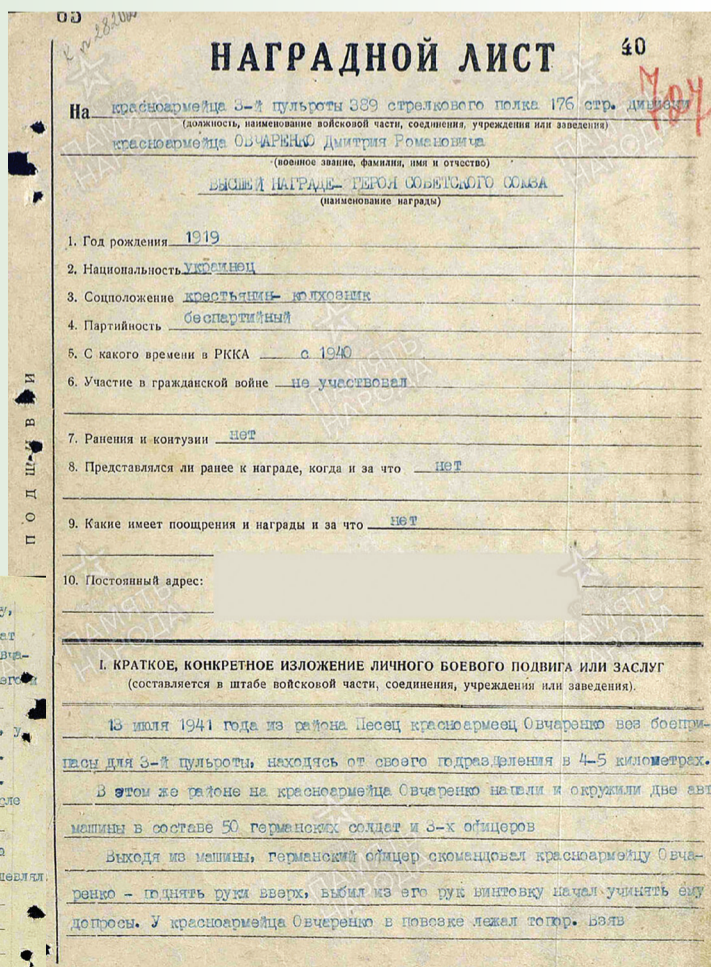 65
40
НАГРАДНОЙ ЛИСТ
787
На красноармейца 3-й пульроты 389 стрелкового полка 176 стр. дивизии
(должность, наименование войсковой части, соединения, учреждения или заведения)
красноармейца ОВЧАРЕНКО Дмитрия Романовича
(военное звание, фамилия, имя и отчество)
ВЫСШЕЙ НАГРАДЕ- ГЕРОЯ СОВЕТСКОГО СОЮЗА
(наименование награды)
1. Год рождения 1919
2. Национальность украинец
3. Соцположение крестьянин- колхозник
4. Партийность беспартийный
5. С какого времени в РККА с 1940
6. Участие в гражданской войне не участвовал
7. Ранения и контузии нет
8. Представлялся ли ранее к награде, когда и за что нет
9. Какие имеет поощрения и награды и за что нет
10. Постоянный адрес:
I. КРАТКОЕ, КОНКРЕТНОЕ ИЗЛОЖЕНИЕ ЛИЧНОГО БОЕВОГО ПОДВИГА ИЛИ ЗАСЛУГ
(составляется в штабе войсковой части, соединения, учреждения или заведения).
13 июля 1941 года из района Песец красноармеец Овчаренко вез боепри-
пасы для 3-й пульроты, находясь от своего подразделения в 4-5 километрах.
В этом же районе на красноармейца Овчаренко напали и окружили две авт
машины в составе 50 германских солдат и 3-х офицеров
Выходя из машины, германский офицер скомандовал красноармейцу Овча-
ренко - поднять руки вверх, выбил из его рук винтовку начал учинять ему
допросы. У красноармейца Овчаренко в повозке лежал топор. Взяв
ПАМЯТЬ НАРОДА